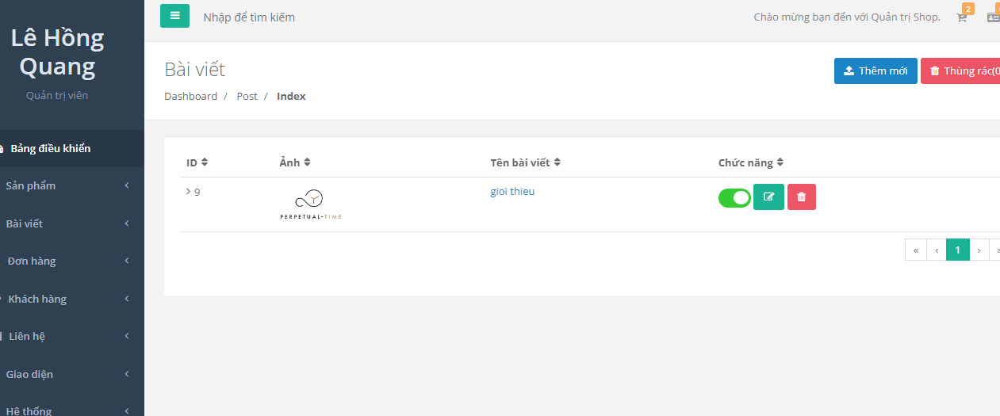 Lê Hồng
Quang
Quản trị viên
Bảng điều khiển
Sản phẩm
Bài viết
Đơn hàng
Khách hàng
Liên hệ
Giao diện
Hệ thống
Nhập để tìm kiếm
Chào mừng bạn đến với Quản trị Shop.
2
Bài viết
Dashboard / Post / Index
Thêm mới
Thùng rác(0
ID Ảnh Tên bài viết Chức năng
9 gioi thieu
PERPETUAL-TIME
« ‹ 1 › »